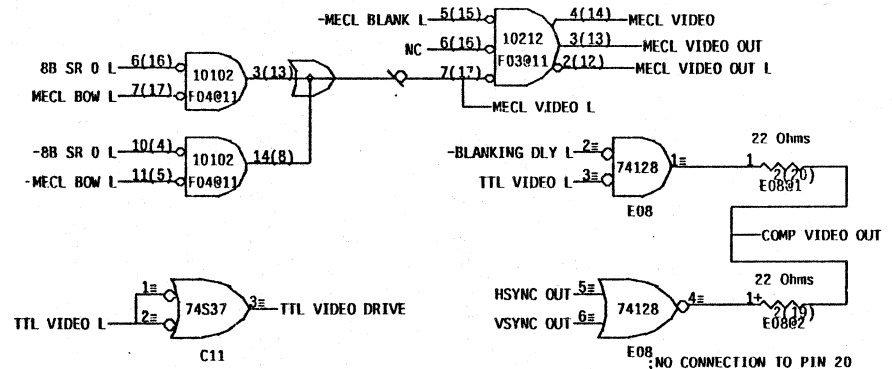 -MECL BLANK L 5(15) 4(14) MECL VIDEO
NC 6(16) 10212 3(13) MECL VIDEO OUT
F03@11 2(12) MECL VIDEO OUT L
7(17)
MECL VIDEO L
8B SR 0 L 6(16) 10102 3(13)
MECL BOW L 7(17) F04@11
-8B SR 0 L 10(4) 10102 14(8)
-MECL BOW L 11(5) F04@11
-BLANKING DLY L 2≡ 74128 1≡
TTL VIDEO L 3≡
E08
22 Ohms
1 2(20)
E08@1
COMP VIDEO OUT
TTL VIDEO L 1≡ 2≡ 74S37 3≡ TTL VIDEO DRIVE
C11
HSYNC OUT 5≡ 74128 4≡
VSYNC OUT 6≡
E08
22 Ohms
1+ 2(19)
E08@2
;NO CONNECTION TO PIN 20